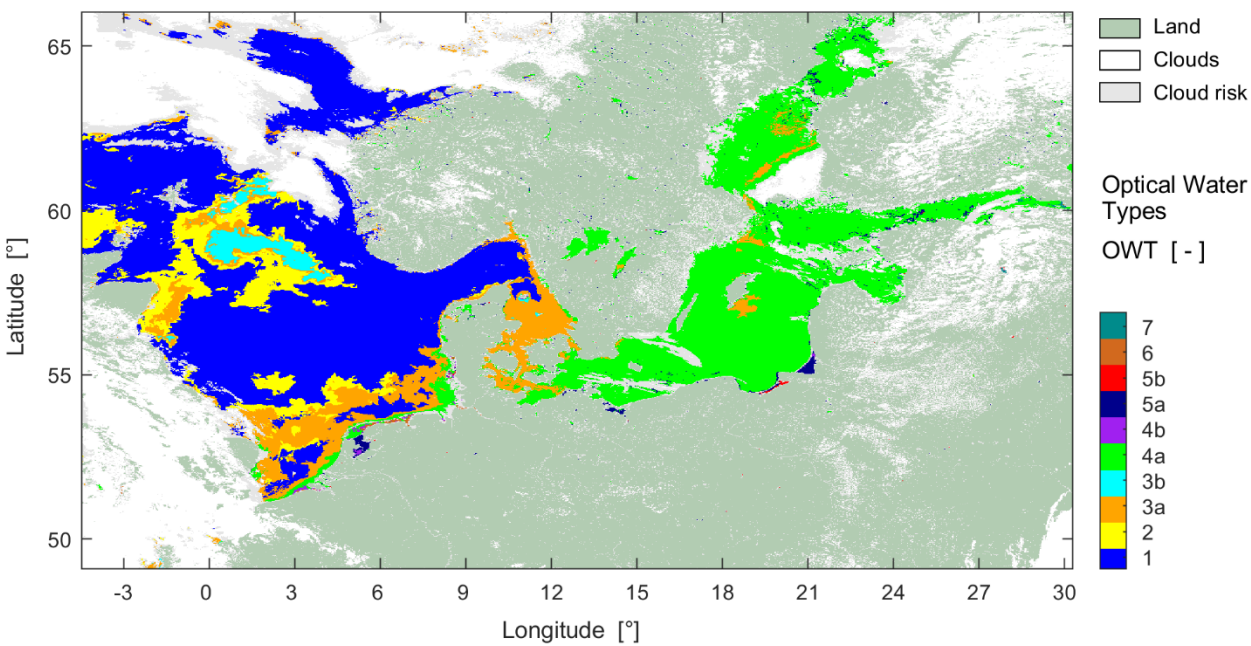 65
60
55
50
Latitude [°]
-3 0 3 6 9 12 15 18 21 24 27 30
Longitude [°]
Land
Clouds
Cloud risk
Optical Water
Types
OWT [ - ]
7
6
5b
5a
4b
4a
3b
3a
2
1